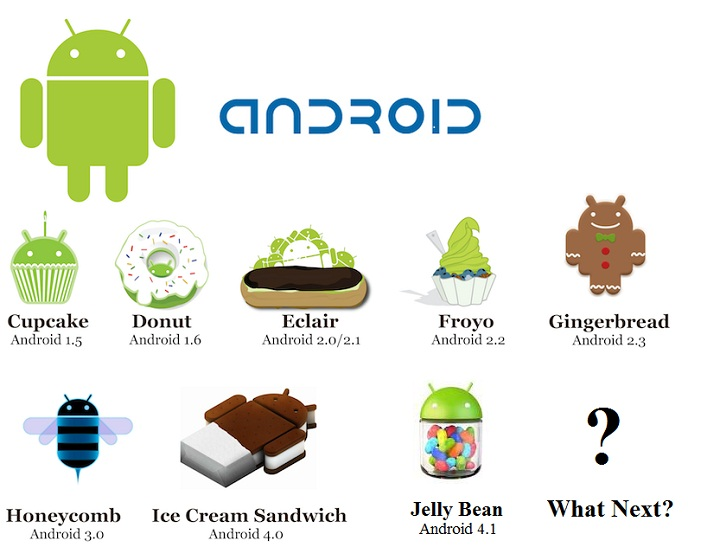 ANDROID
Cupcake
Android 1.5
Donut
Android 1.6
Eclair
Android 2.0/2.1
Froyo
Android 2.2
Gingerbread
Android 2.3
?
Honeycomb
Android 3.0
Ice Cream Sandwich
Android 4.0
Jelly Bean
Android 4.1
What Next?